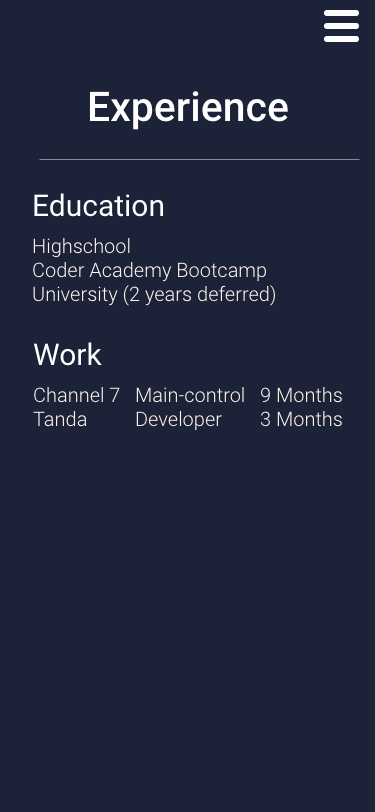 Experience
Education
Highschool
Coder Academy Bootcamp
University (2 years deferred)
Work
Channel 7 Main-control 9 Months
Tanda Developer 3 Months